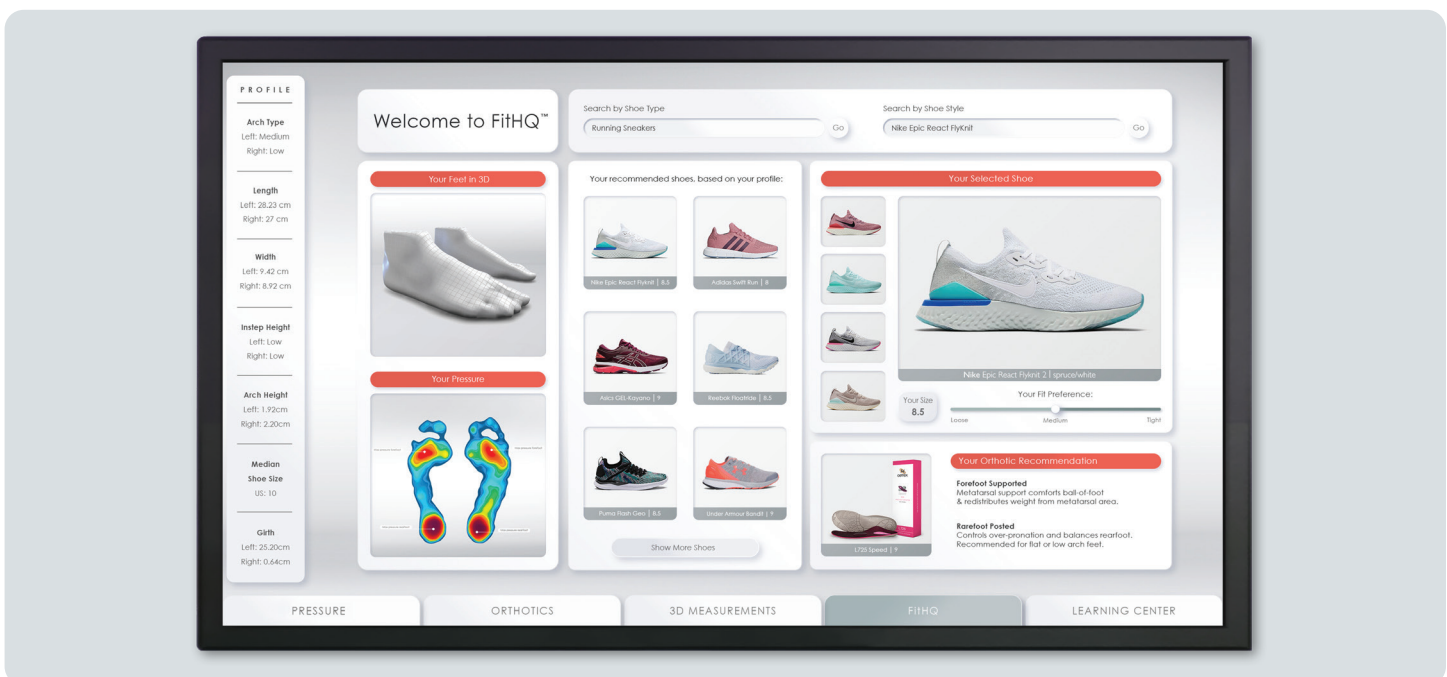 PROFILE
Arch Type
Left: Medium
Right: Low
Length
Left: 28.23 cm
Right: 27 cm
Width
Left: 9.42 cm
Right: 8.92 cm
Instep Height
Left: Low
Right: Low
Arch Height
Left: 1.92cm
Right: 2.20cm
Median
Shoe Size
US: 10
Girth
Left: 25.20cm
Right: 0.64cm
Welcome to FitHQ™
Search by Shoe Type
Running Sneakers
Go
Search by Shoe Style
Nike Epic React FlyKnit
Go
Your Feet in 3D
Your Pressure
Your recommended shoes, based on your profile:
Nike Epic React Flyknit | 8.5
Adidas Swift Run | 8
Asics GEL-Kayano | 9
Reebok Floatride | 8.5
Puma Flash Geo | 8.5
Under Armour Bandit | 9
Show More Shoes
Your Selected Shoe
Nike Epic React Flyknit 2 | spruce/white
Your Size
8.5
Your Fit Preference:
Loose
Medium
Tight
L725 Speed | 9
Your Orthotic Recommendation
Forefoot Supported
Metatarsal support comforts ball-of-foot
& redistributes weight from metatarsal area.
Rarefoot Posted
Controls over-pronation and balances rearfoot.
Recommended for flat or low arch feet.
PRESSURE
ORTHOTICS
3D MEASUREMENTS
FitHQ
LEARNING CENTER